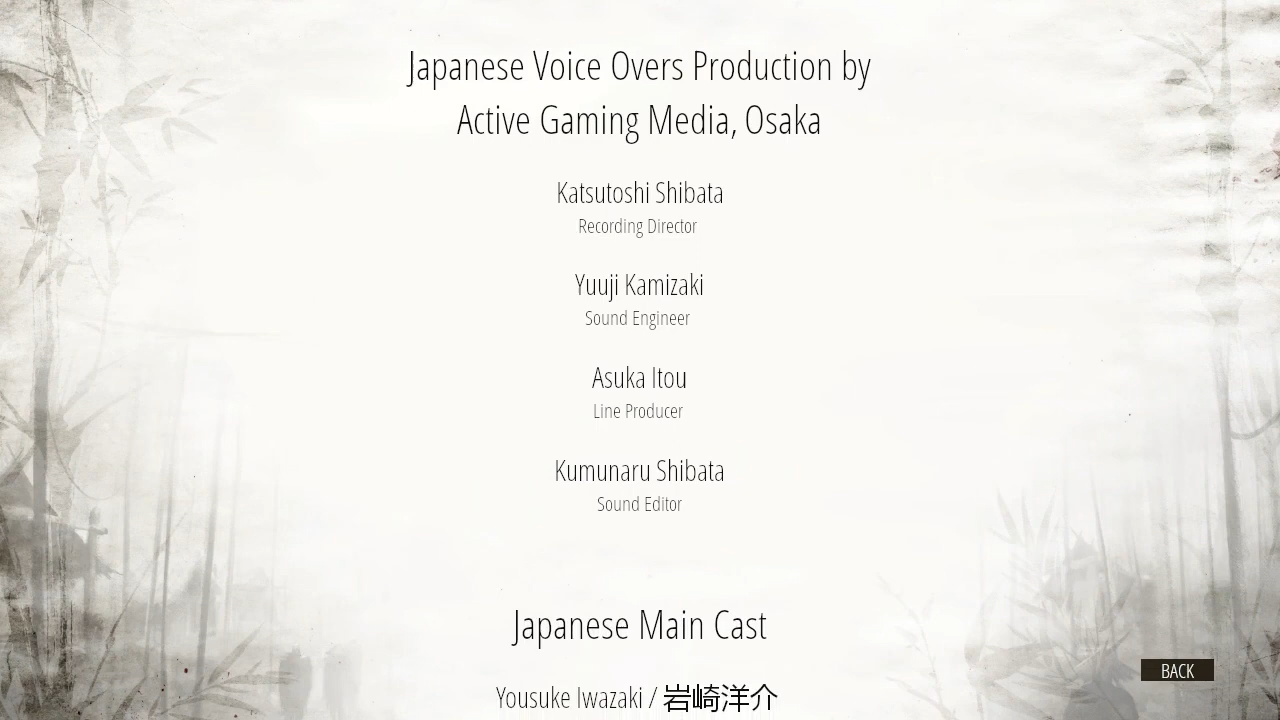 Japanese Voice Overs Production by
Active Gaming Media, Osaka
Katsutoshi Shibata
Recording Director
Yuuji Kamizaki
Sound Engineer
Asuka Itou
Line Producer
Kumunaru Shibata
Sound Editor
Japanese Main Cast
BACK
Yousuke Iwazaki / 岩崎洋介